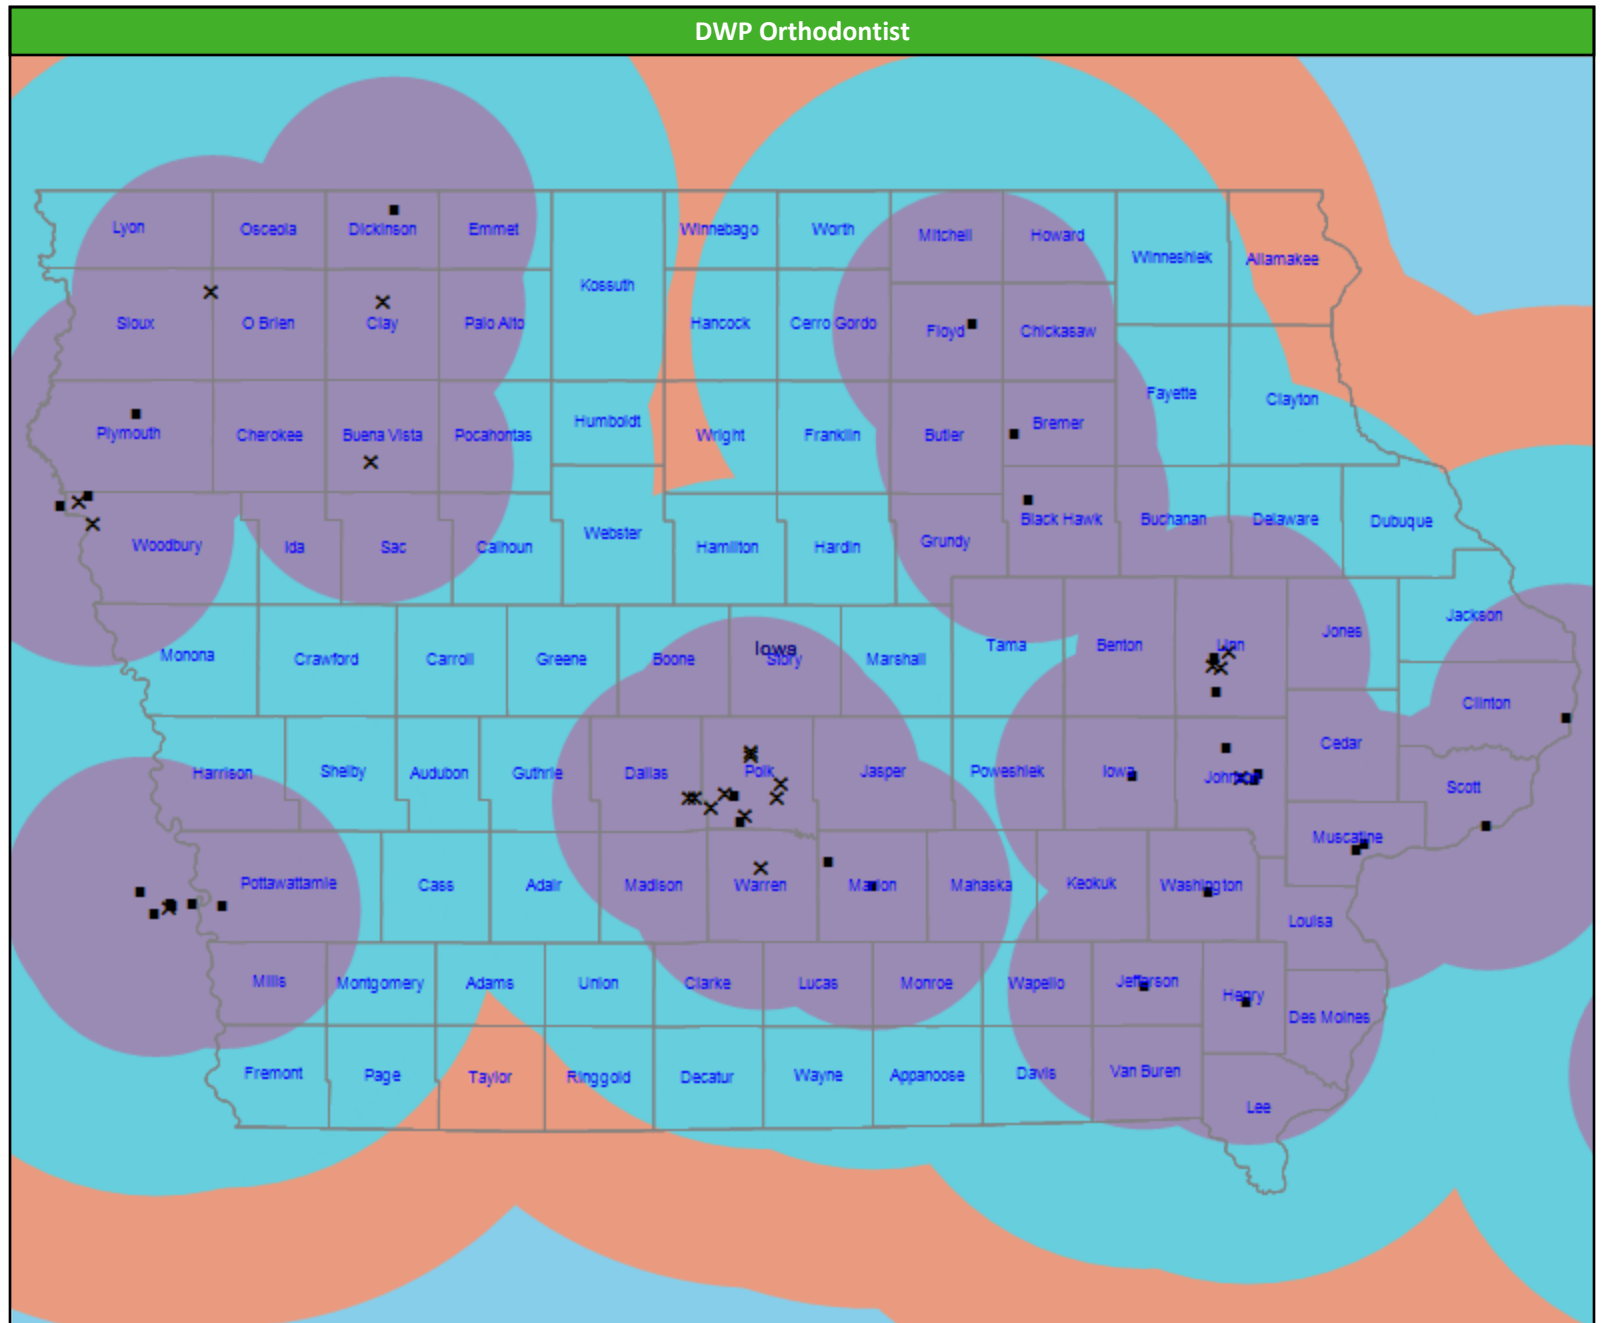 DWP Orthodontist
Lyon
Osceola
Dickinson
Emmet
Kossuth
Winnebago
Worth
Mitchell
Howard
Winneshiek
Allamakee
Sioux
O Brien
Clay
Palo Alto
Hancock
Cerro Gordo
Floyd
Chickasaw
Fayette
Clayton
Plymouth
Cherokee
Buena Vista
Pocahontas
Humboldt
Wright
Franklin
Butler
Bremer
Woodbury
Ida
Sac
Calhoun
Webster
Hamilton
Hardin
Grundy
Black Hawk
Buchanan
Delaware
Dubuque
Monona
Crawford
Carroll
Greene
Boone
Iowa
Story
Marshall
Tama
Benton
Linn
Jones
Jackson
Clinton
Harrison
Shelby
Audubon
Guthrie
Dallas
Polk
Jasper
Poweshiek
Iowa
Johnson
Cedar
Scott
Muscatine
Pottawattamie
Cass
Adair
Madison
Warren
Marion
Mahaska
Keokuk
Washington
Louisa
Mills
Montgomery
Adams
Union
Clarke
Lucas
Monroe
Wapello
Jefferson
Henry
Des Moines
Fremont
Page
Taylor
Ringgold
Decatur
Wayne
Appanoose
Davis
Van Buren
Lee